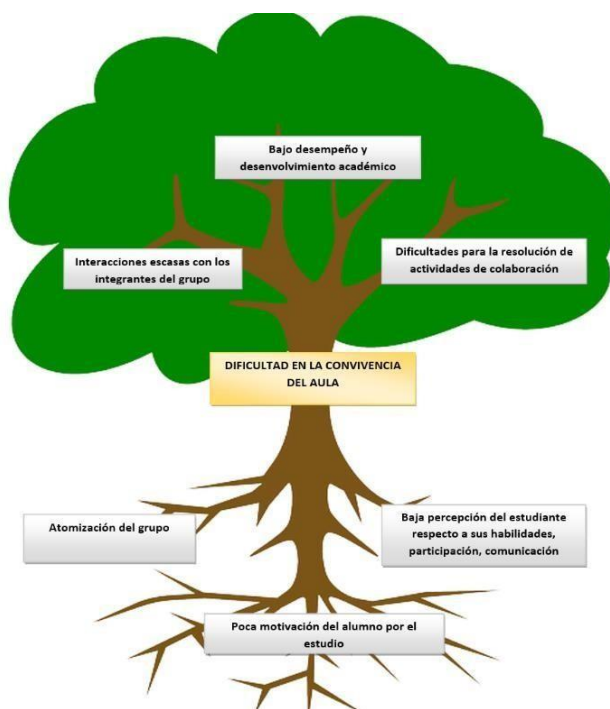 Bajo desempeño y
desenvolvimiento académico
Interacciones escasas con los
integrantes del grupo
Dificultades para la resolución de
actividades de colaboración
DIFICULTAD EN LA CONVIVENCIA
DEL AULA
Atomización del grupo
Baja percepción del estudiante
respecto a sus habilidades,
participación, comunicación
Poca motivación del alumno por el
estudio